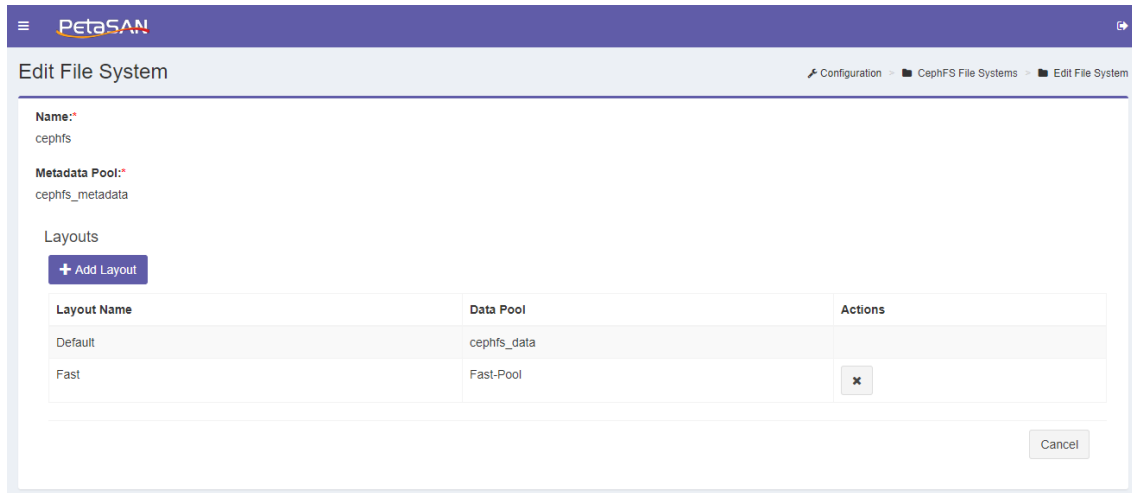 PetaSAN
Edit File System
Configuration > CephFS File Systems > Edit File System
Name:*
cephfs
Metadata Pool:*
cephfs_metadata
Layouts
+ Add Layout
Layout Name Data Pool Actions
Default cephfs_data
Fast Fast-Pool
Cancel